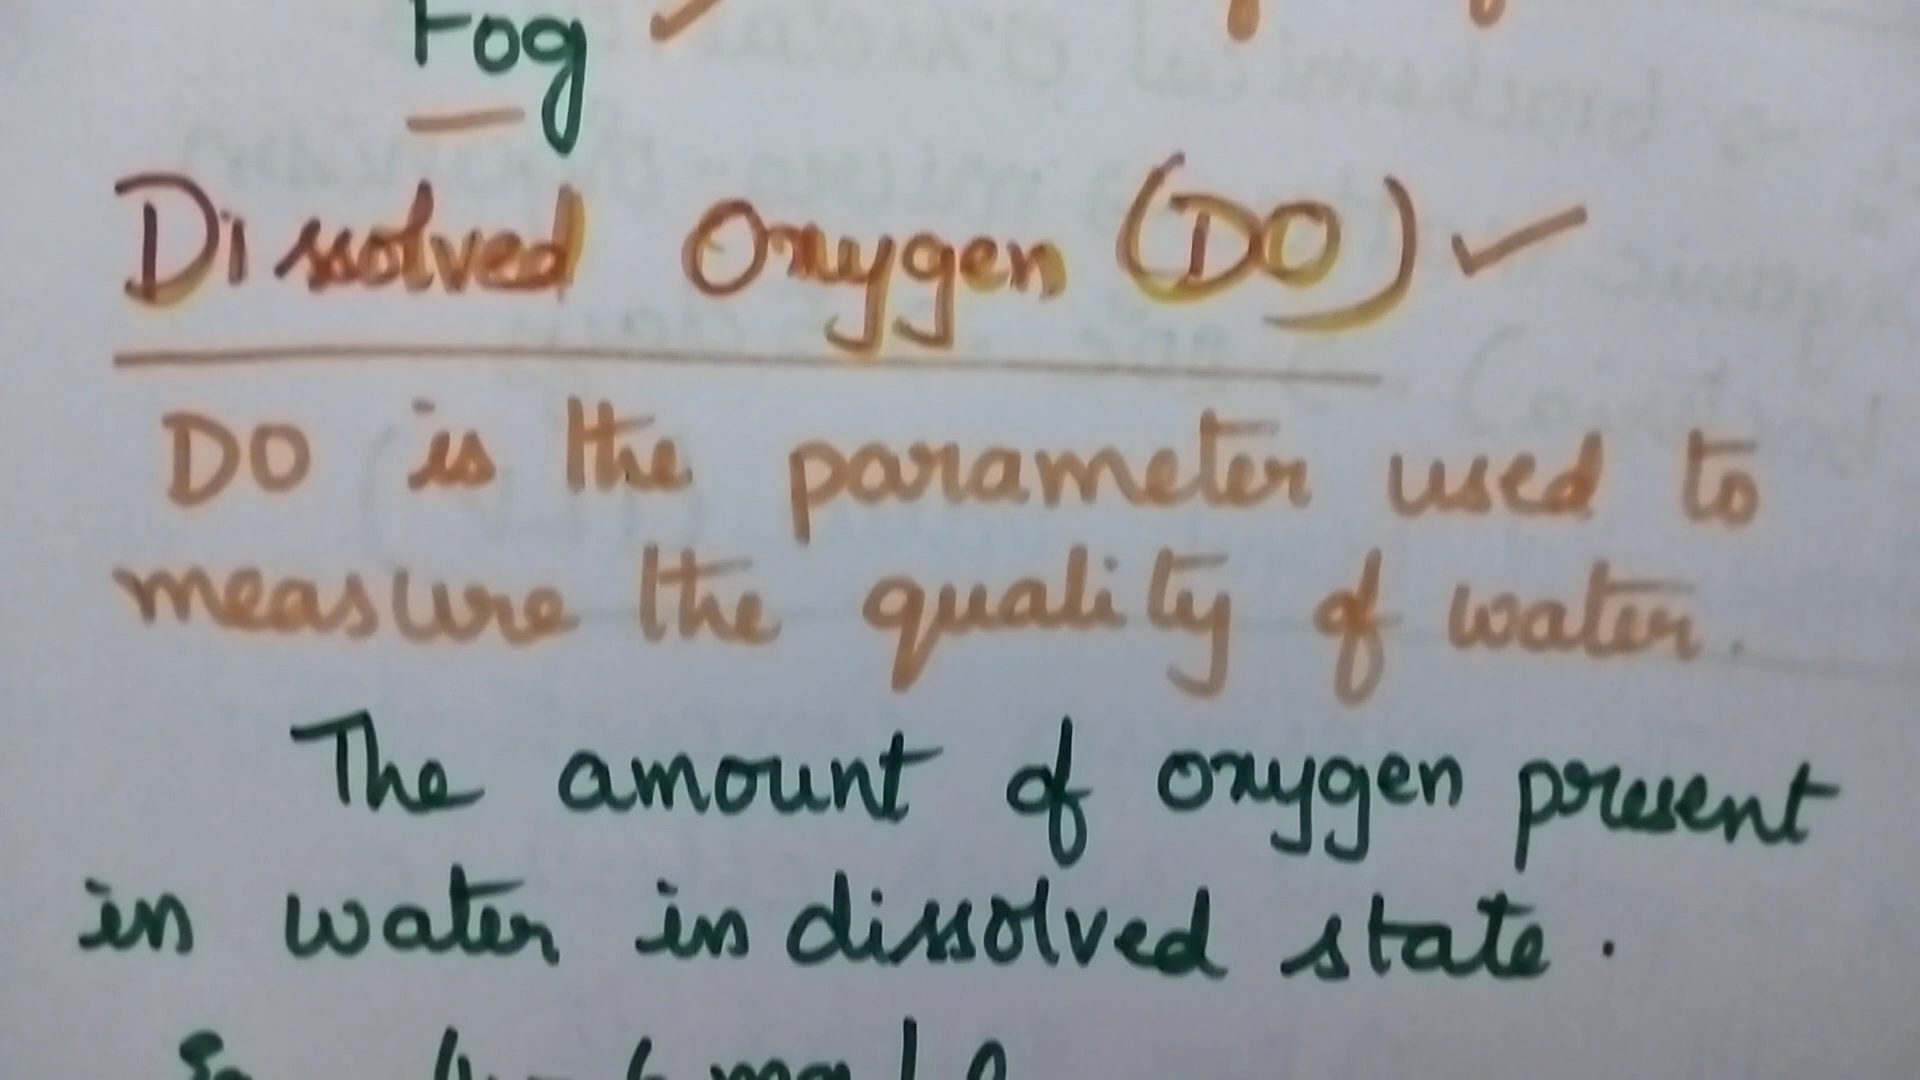 Fog
Dissolved Oxygen (DO)
DO is the parameter used to
measure the quality of water.
The amount of oxygen present
in water in dissolved state.